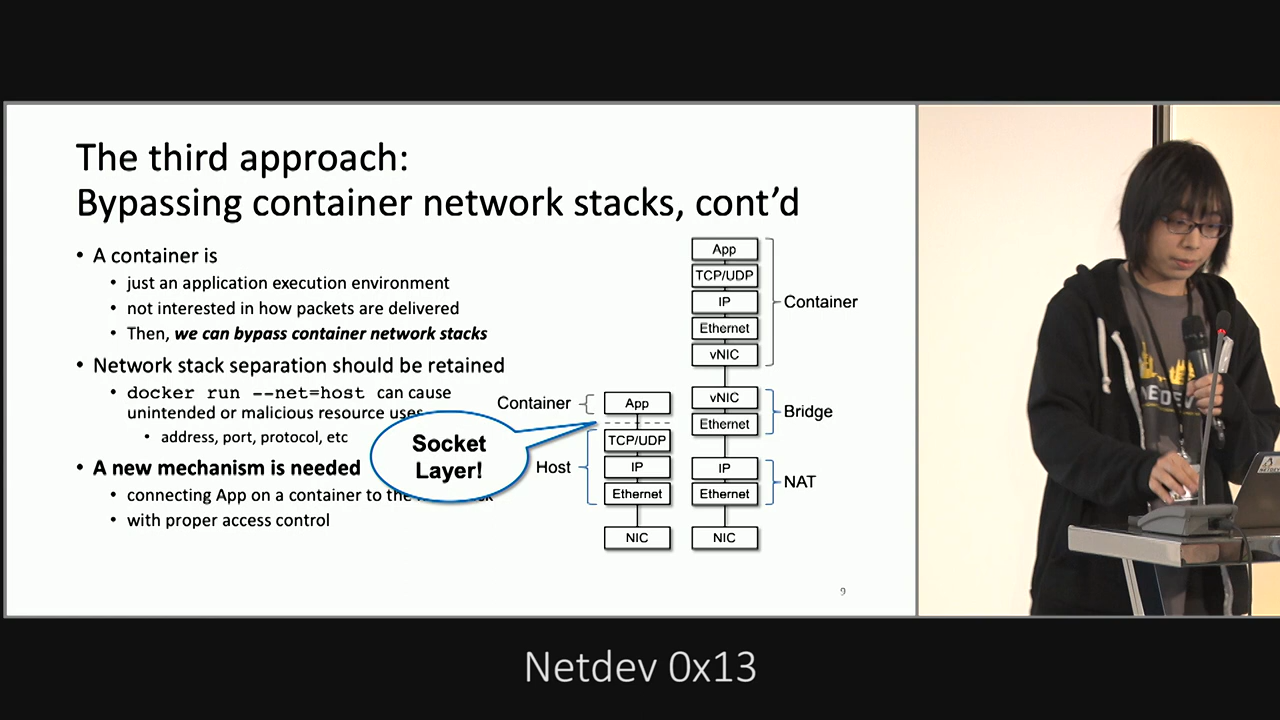 The third approach:
Bypassing container network stacks, cont’d
• A container is
• just an application execution environment
• not interested in how packets are delivered
• Then, we can bypass container network stacks
• Network stack separation should be retained
• docker run --net=host can cause
unintended or malicious resource uses
• address, port, protocol, etc
• A new mechanism is needed
• connecting App on a container to the
• with proper access control
Socket
Layer!
Container
App
Host
TCP/UDP
IP
Ethernet
NIC
App
TCP/UDP
IP
Ethernet
vNIC
Container
vNIC
Ethernet
Bridge
IP
Ethernet
NAT
NIC
9
Netdev 0x13